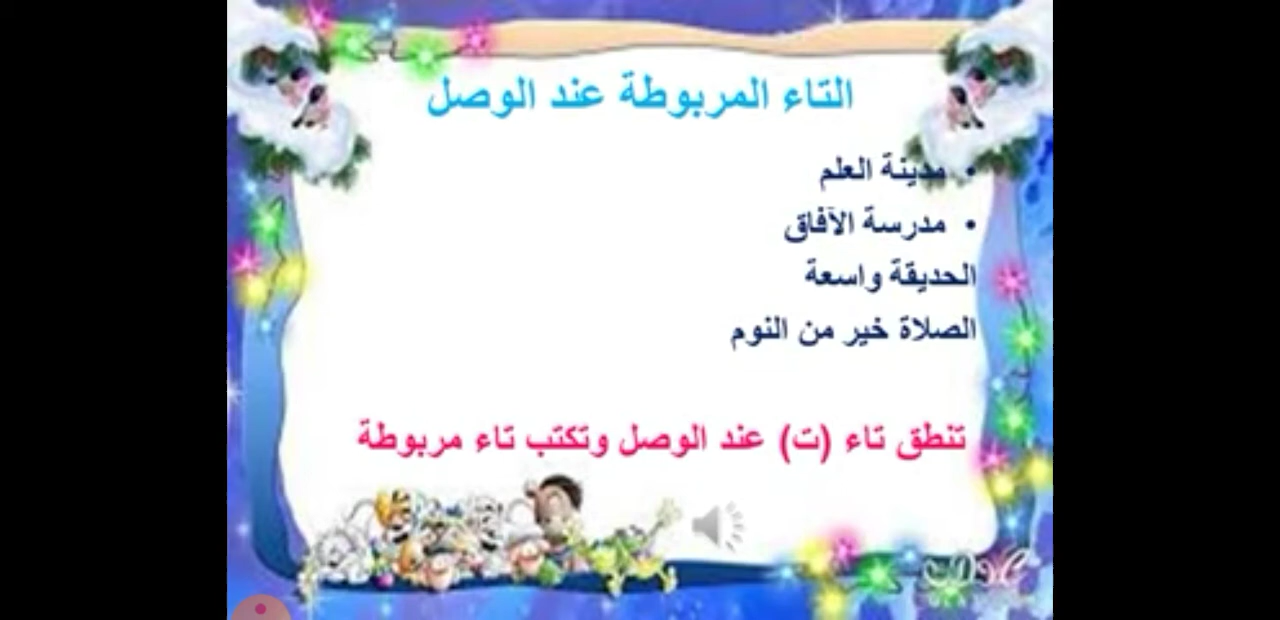 التاء المربوطة عند الوصل
• مدينة العلم
• مدرسة الآفاق
الحديقة واسعة
الصلاة خير من النوم
تنطق تاء (ت) عند الوصل وتكتب تاء مربوطة